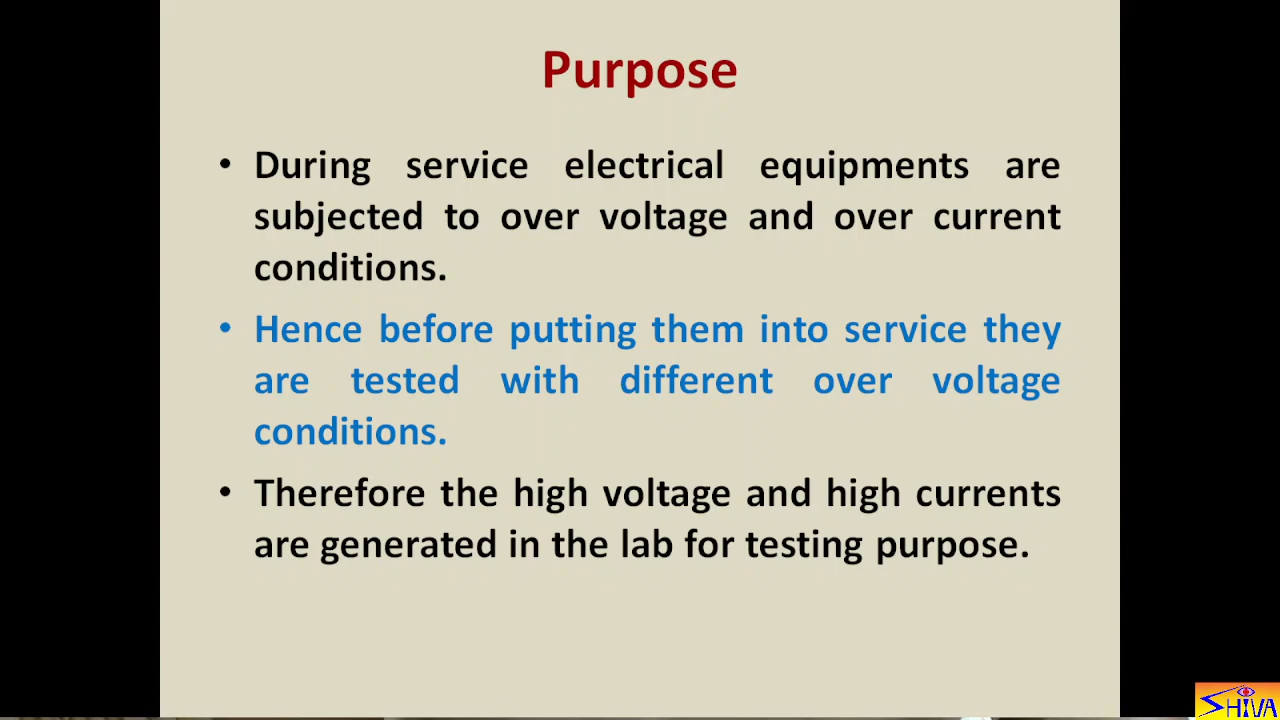 Purpose
• During service electrical equipments are
subjected to over voltage and over current
conditions.
• Hence before putting them into service they
are tested with different over voltage
conditions.
• Therefore the high voltage and high currents
are generated in the lab for testing purpose.
SHIVA